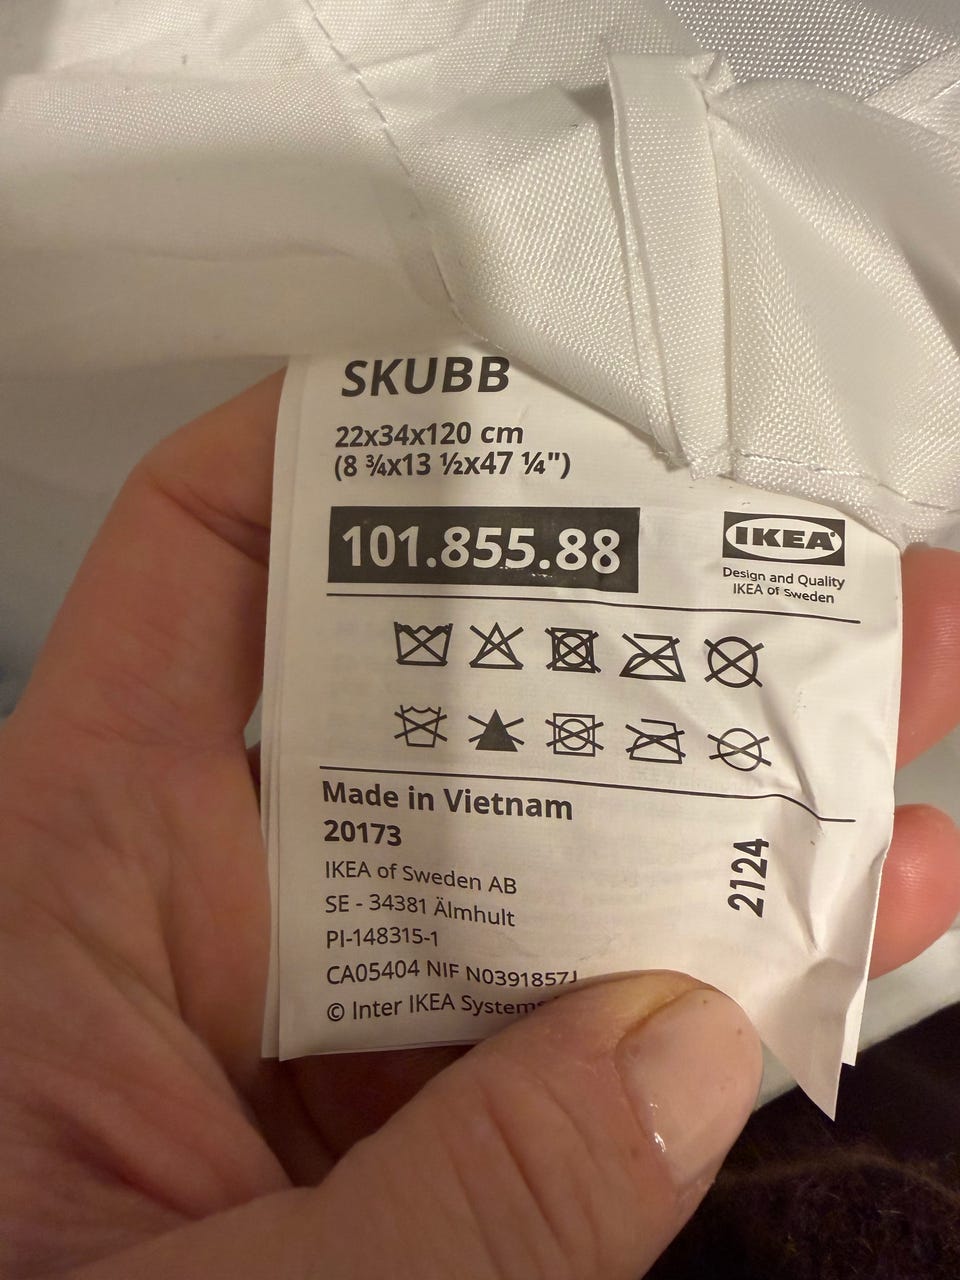 SKUBB
22x34x120 cm
(8 ¾x13 ½x47 ¼")
101.855.88
IKEA®
Design and Quality
IKEA of Sweden
Made in Vietnam
20173
IKEA of Sweden AB
SE - 34381 Älmhult
PI-148315-1
CA05404 NIF N0391857J
© Inter IKEA Systems
2124